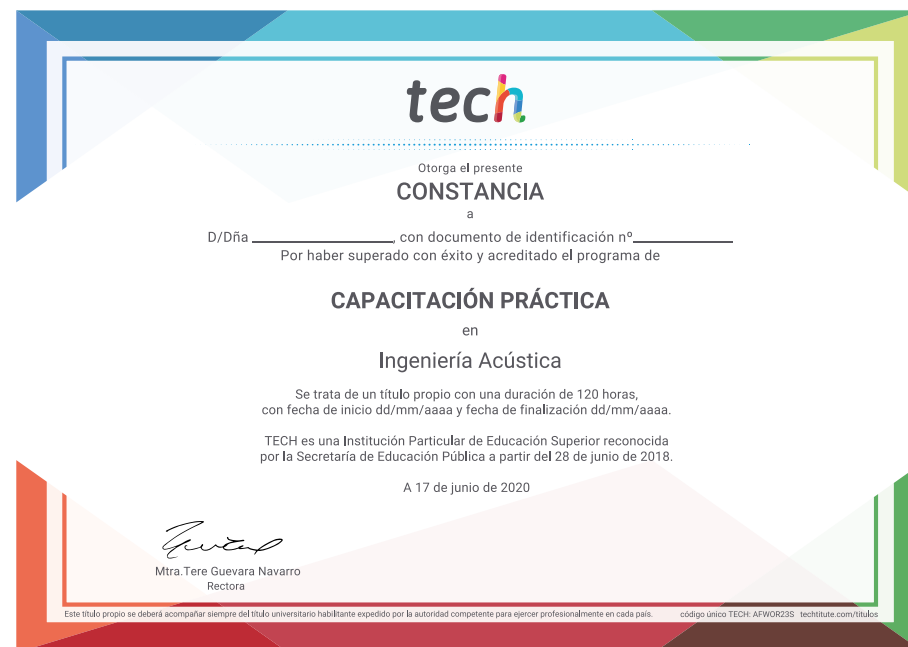 tech
Otorga el presente
CONSTANCIA
a
D/Dña ____________________, con documento de identificación nº______________
Por haber superado con éxito y acreditado el programa de
CAPACITACIÓN PRÁCTICA
en
Ingeniería Acústica
Se trata de un título propio con una duración de 120 horas,
con fecha de inicio dd/mm/aaaa y fecha de finalización dd/mm/aaaa.
TECH es una Institución Particular de Educación Superior reconocida
por la Secretaría de Educación Pública a partir del 28 de junio de 2018.
A 17 de junio de 2020
Mtra.Tere Guevara Navarro
Rectora
Este título propio se deberá acompañar siempre del título universitario habilitante expedido por la autoridad competente para ejercer profesionalmente en cada país. código único TECH: AFWOR23S techtitute.com/titulos